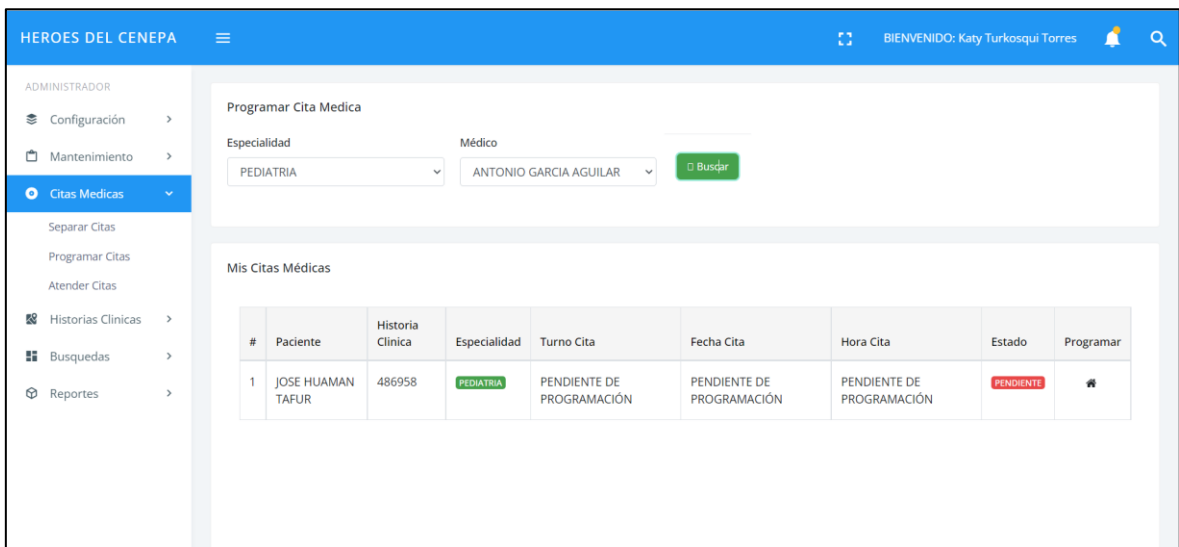 HEROES DEL CENEPA
BIENVENIDO: Katy Turkosqui Torres
ADMINISTRADOR
Configuración
Mantenimiento
Citas Medicas
Separar Citas
Programar Citas
Atender Citas
Historias Clinicas
Busquedas
Reportes
Programar Cita Medica
Especialidad Médico
PEDIATRIA ANTONIO GARCIA AGUILAR Buscar
Mis Citas Médicas
# Paciente Historia Clinica Especialidad Turno Cita Fecha Cita Hora Cita Estado Programar
1 JOSE HUAMAN 486958 PEDIATRIA PENDIENTE DE PENDIENTE DE PENDIENTE DE PENDIENTE
TAFUR PROGRAMACIÓN PROGRAMACIÓN PROGRAMACIÓN